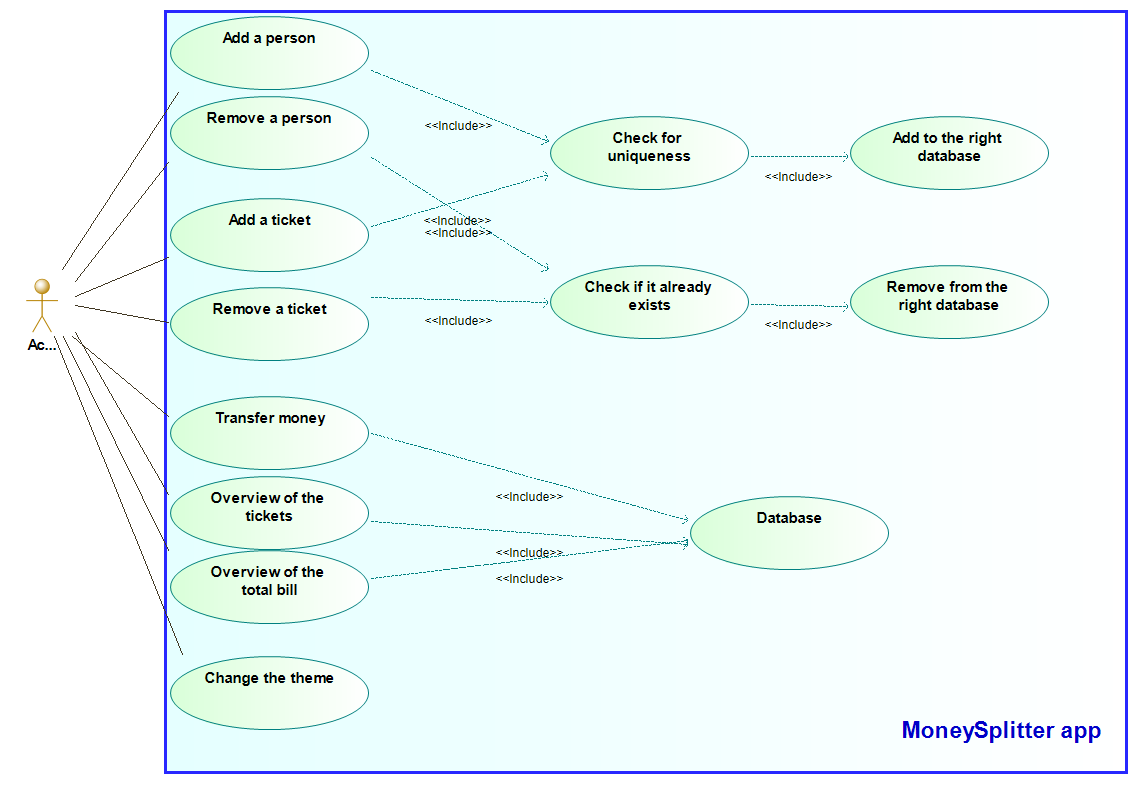 Add a person
Remove a person
<<Include>>
Check for
uniqueness
Add to the right
database
<<Include>>
Add a ticket
<<Include>>
<<Include>>
Remove a ticket
<<Include>>
Check if it already
exists
Remove from the
right database
<<Include>>
Ac...
Transfer money
<<Include>>
Overview of the
tickets
Database
<<Include>>
Overview of the
total bill
<<Include>>
Change the theme
MoneySplitter app